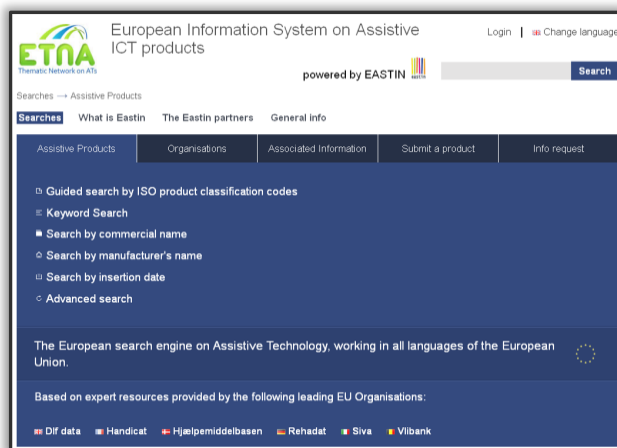 ETNA
Thematic Network on ATs
European Information System on Assistive
ICT products
Login | Change language
powered by EASTIN
EASTIN
Search
Searches → Assistive Products
Searches What is Eastin The Eastin partners General info
Assistive Products Organisations Associated Information Submit a product Info request
Guided search by ISO product classification codes
Keyword Search
Search by commercial name
Search by manufacturer's name
Search by insertion date
Advanced search
The European search engine on Assistive Technology, working in all languages of the European
Union.
Based on expert resources provided by the following leading EU Organisations:
Dlf data Handicat Hjælpemiddelbasen Rehadat Siva Vlibank